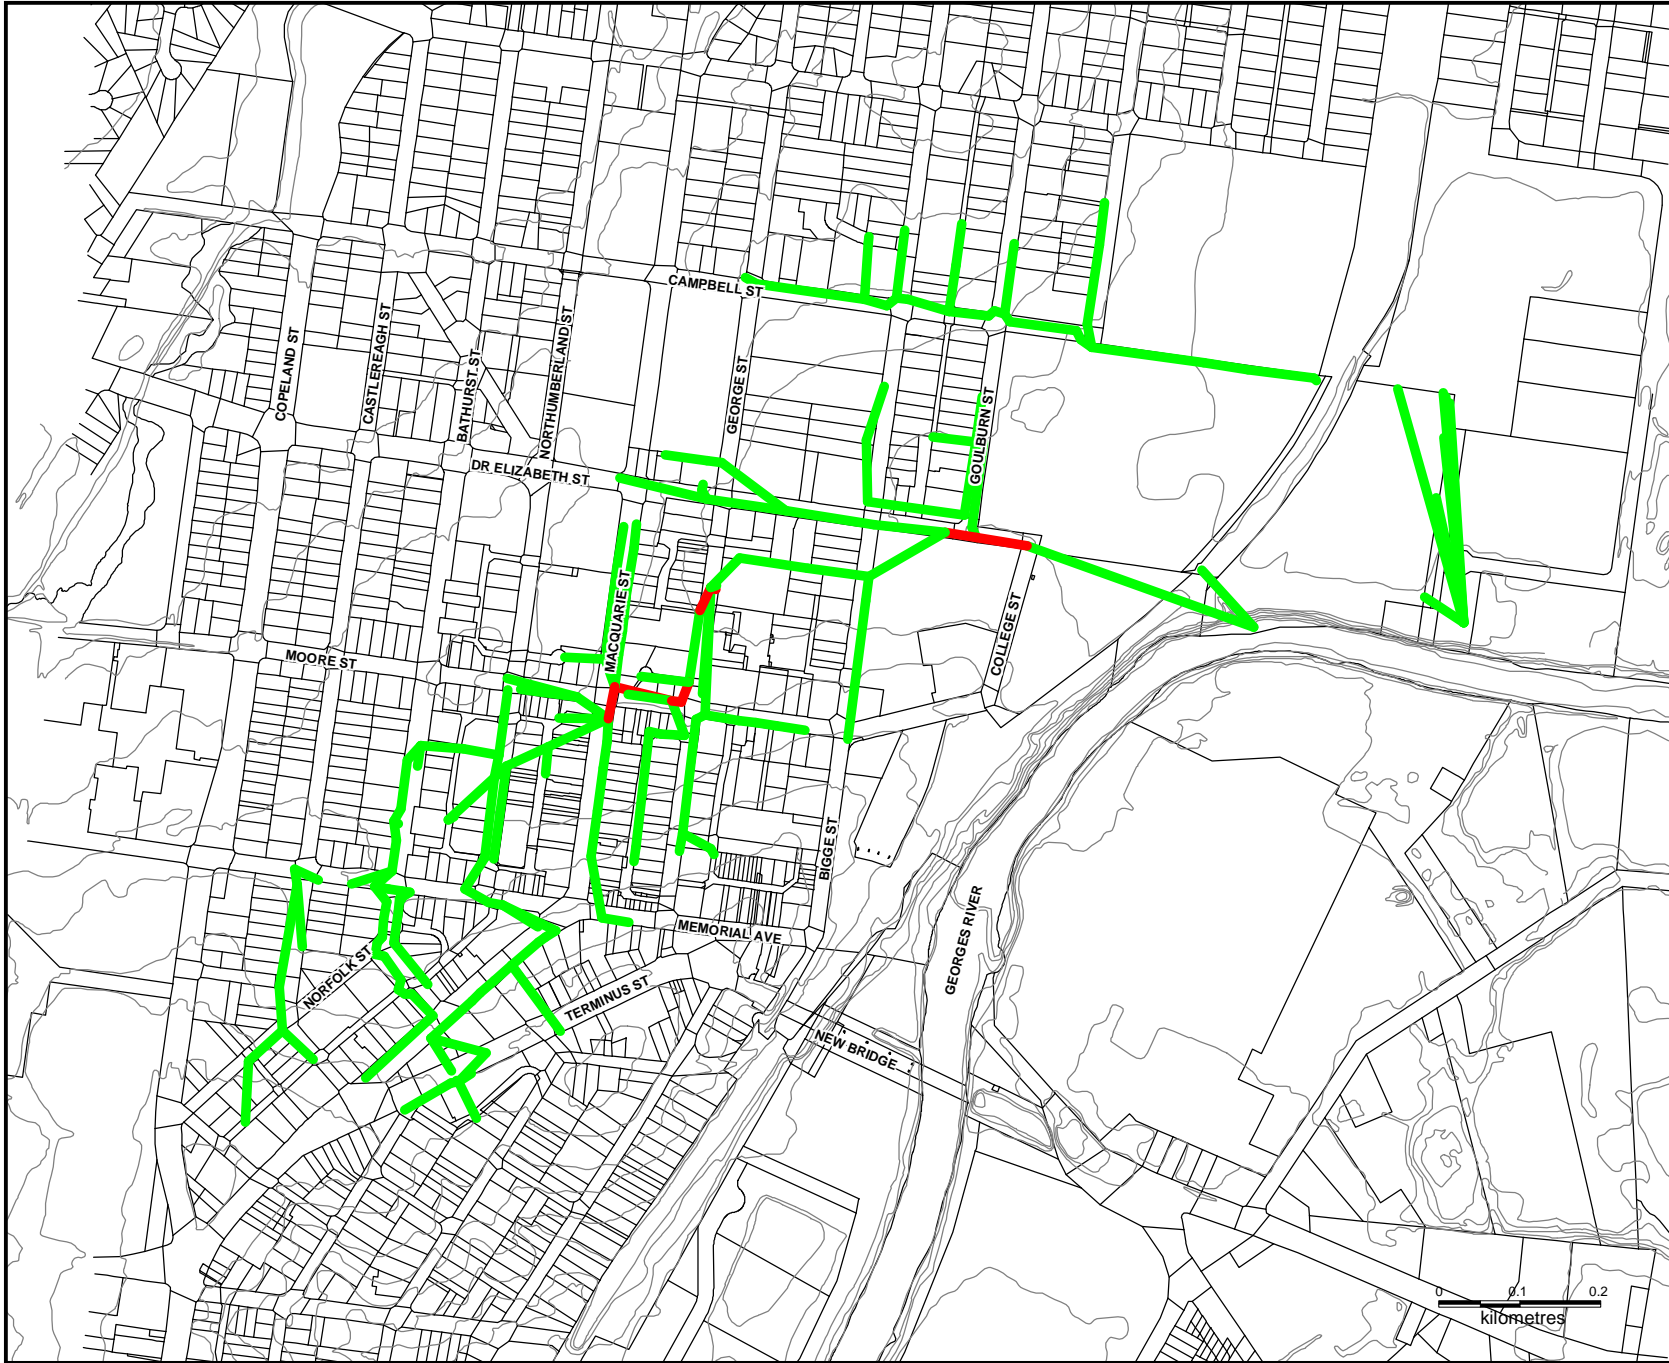 CAMPBELL ST
COPELAND ST
CASTLEREAGH ST
BATHURST ST
NORTHUMBERLAND ST
GEORGE ST
GOULBURN ST
DR ELIZABETH ST
MACQUARIE ST
COLLEGE ST
MOORE ST
BIGGE ST
GEORGES RIVER
MEMORIAL AVE
NORFOLK ST
TERMINUS ST
NEW BRIDGE
0 0.1 0.2
kilometres